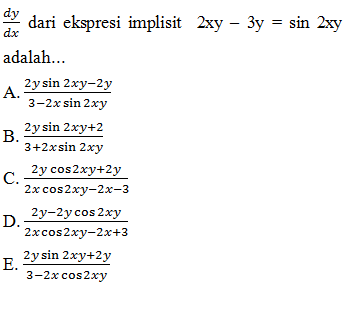 dy/dx dari ekspresi implisit 2xy – 3y = sin 2xy
adalah...
A. (2y sin 2xy−2y)/(3−2x sin 2xy)
B. (2y sin 2xy+2)/(3+2x sin 2xy)
C. (2y cos2xy+2y)/(2x cos2xy−2x−3)
D. (2y−2y cos 2xy)/(2x cos2xy−2x+3)
E. (2y sin 2xy+2y)/(3−2x cos2xy)